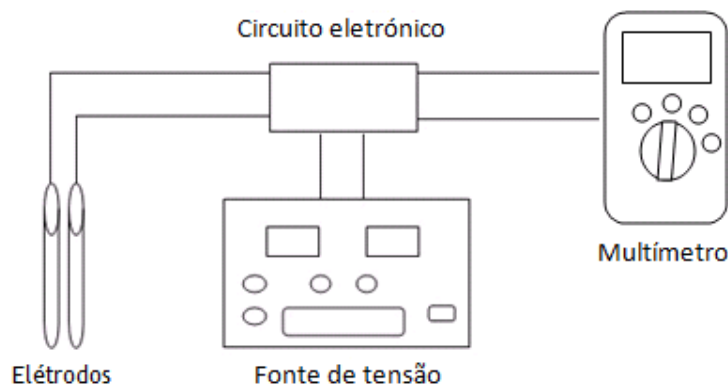 Circuito eletrónico
Multímetro
Elétrodos
Fonte de tensão